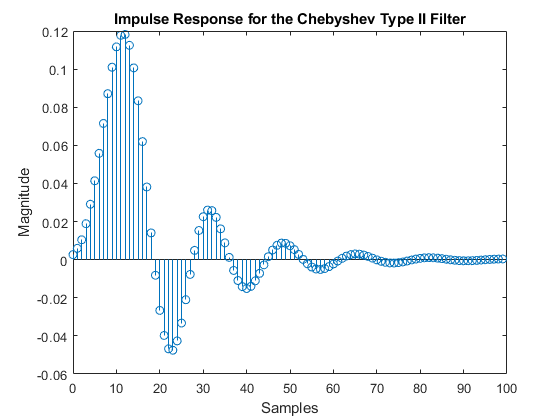 Impulse Response for the Chebyshev Type II Filter
0.12
0.1
0.08
0.06
0.04
0.02
0
-0.02
-0.04
-0.06
Magnitude
0 10 20 30 40 50 60 70 80 90 100
Samples